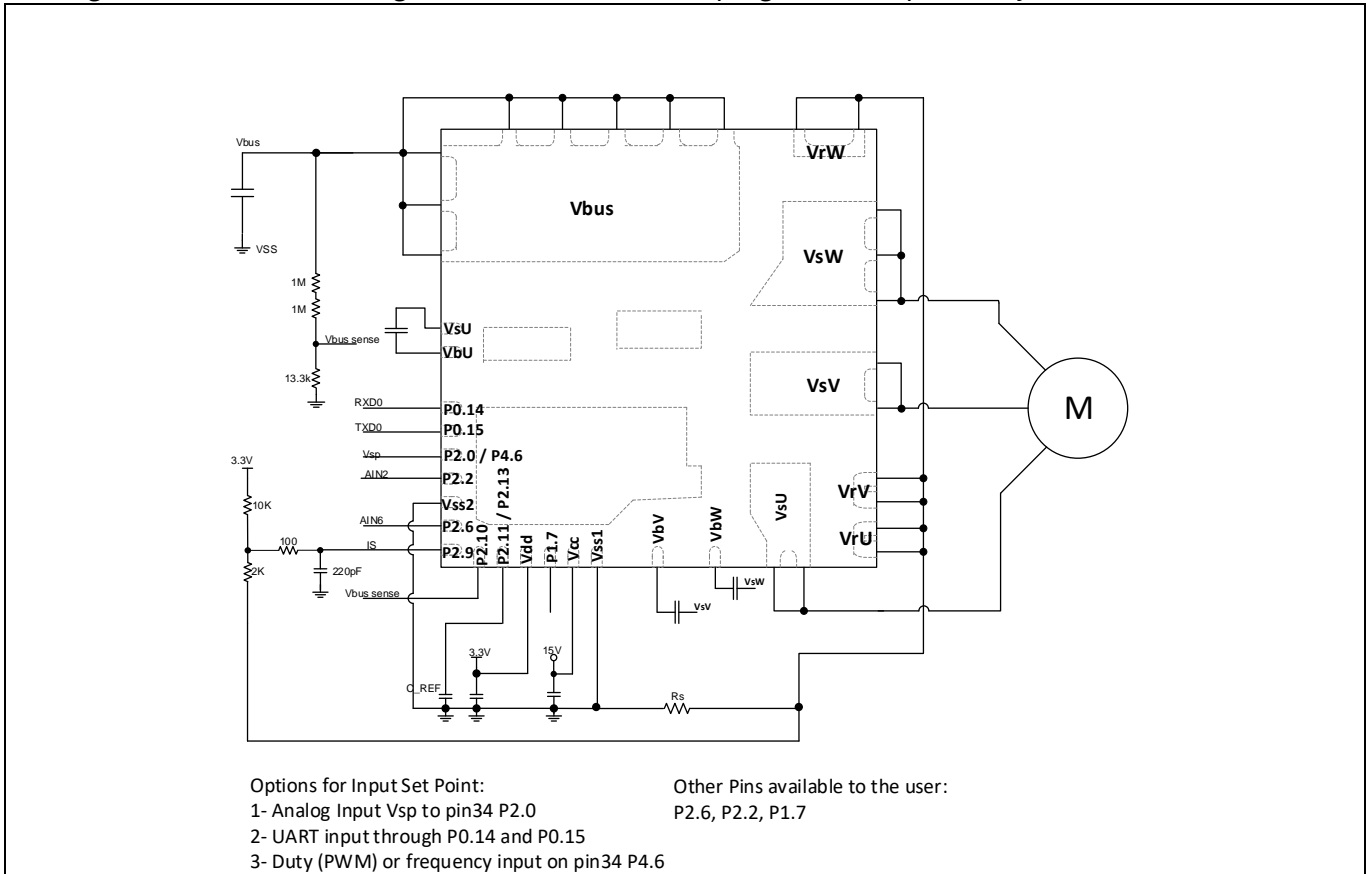 Vbus
VSS
1M
1M
Vbus sense
13.3k
VrW
Vbus
VsW
VsU
VbU
VsV
M
RXD0
P0.14
TXD0
P0.15
Vsp
P2.0 / P4.6
AIN2
P2.2
3.3V
Vss2
10K
AIN6
P2.6
100
IS
P2.9
2K
220pF
Vbus sense
P2.10
P2.11 / P2.13
Vdd
P1.7
Vcc
Vss1
VbV
VbW
VsU
VrV
VrU
VsW
VsV
3.3V
15V
C_REF
Rs
Options for Input Set Point:
1- Analog Input Vsp to pin34 P2.0
2- UART input through P0.14 and P0.15
3- Duty (PWM) or frequency input on pin34 P4.6
Other Pins available to the user:
P2.6, P2.2, P1.7